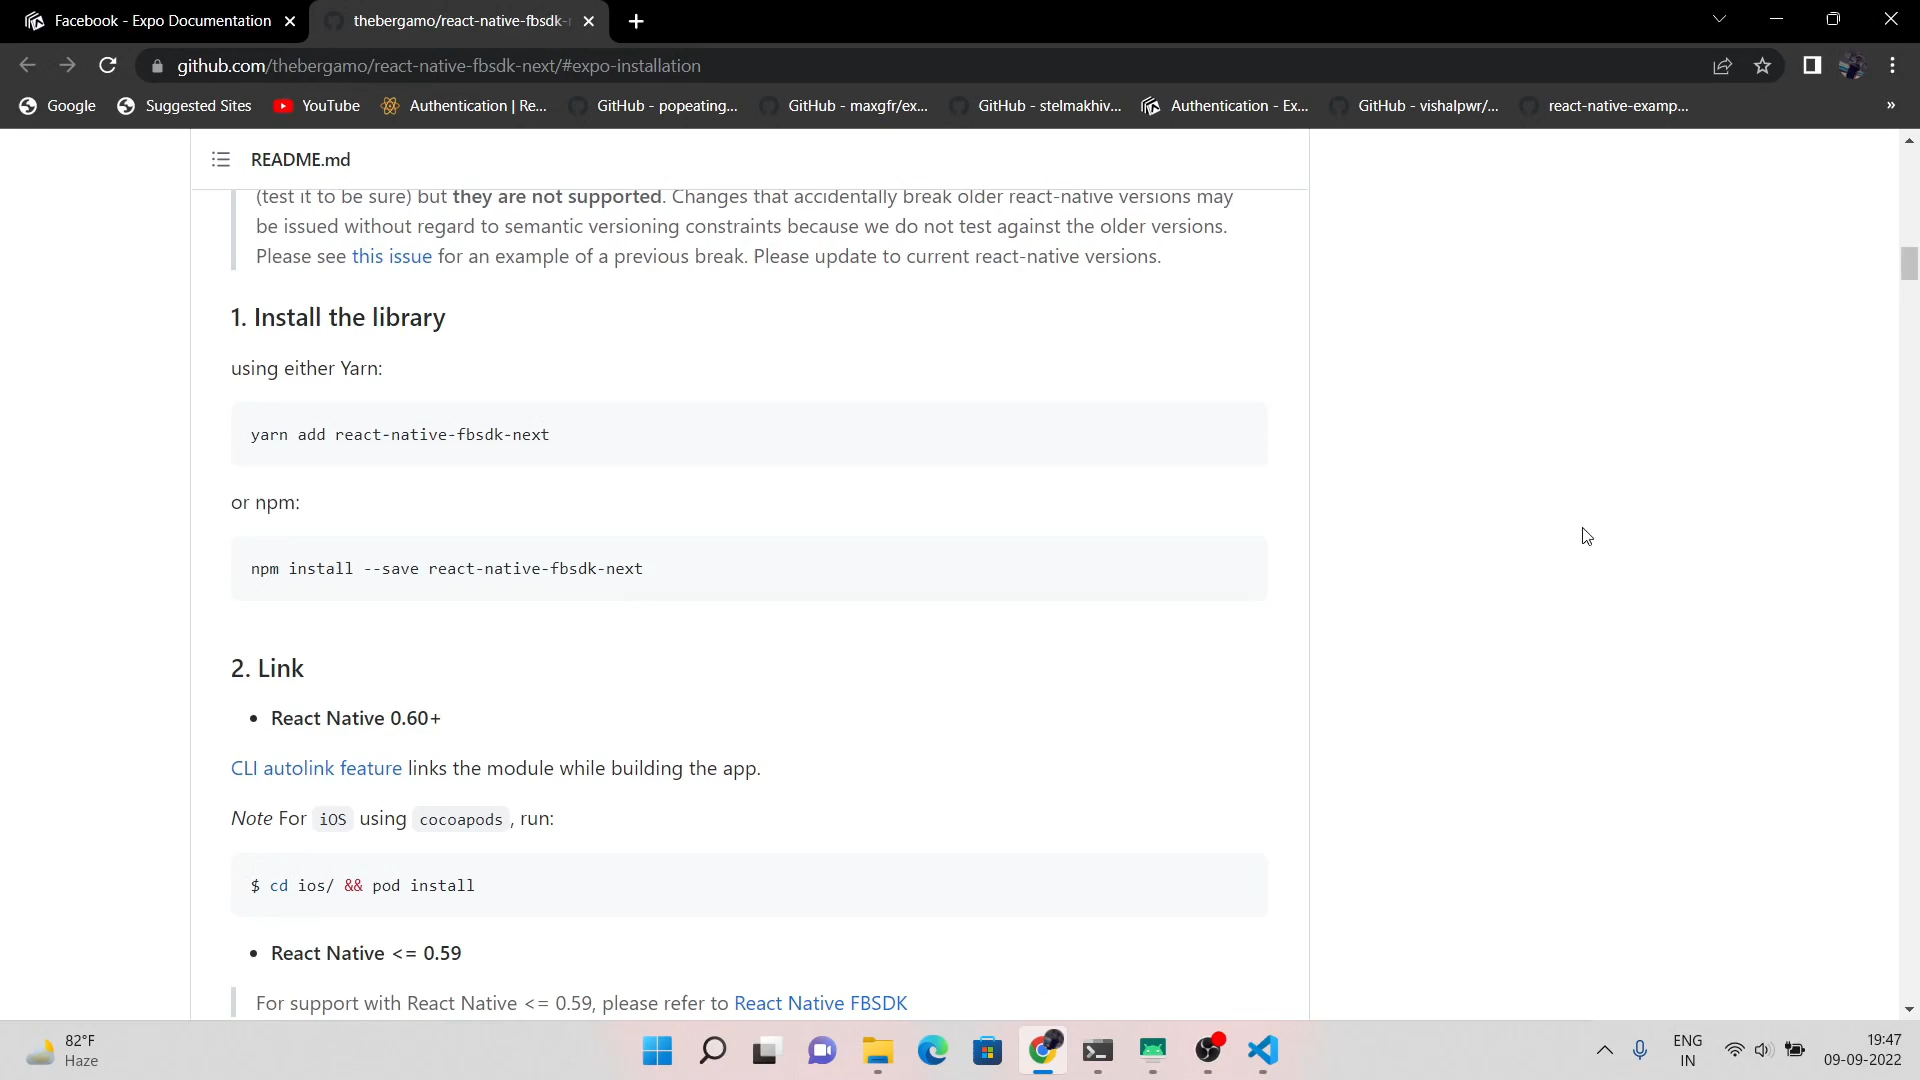 Facebook - Expo Documentation
thebergamo/react-native-fbsdk-
github.com/thebergamo/react-native-fbsdk-next/#expo-installation
Google
Suggested Sites
YouTube
Authentication | Re...
GitHub - popeating...
GitHub - maxgfr/ex...
GitHub - stelmakhiv...
Authentication - Ex...
GitHub - vishalpwr/...
react-native-examp...
»
README.md
(test it to be sure) but they are not supported. Changes that accidentally break older react-native versions may
be issued without regard to semantic versioning constraints because we do not test against the older versions.
Please see this issue for an example of a previous break. Please update to current react-native versions.
1. Install the library
using either Yarn:
yarn add react-native-fbsdk-next
or npm:
npm install --save react-native-fbsdk-next
2. Link
• React Native 0.60+
CLI autolink feature links the module while building the app.
Note For iOS using cocoapods, run:
$ cd ios/ && pod install
• React Native <= 0.59
For support with React Native <= 0.59, please refer to React Native FBSDK
82°F
Haze
ENG
IN
19:47
09-09-2022